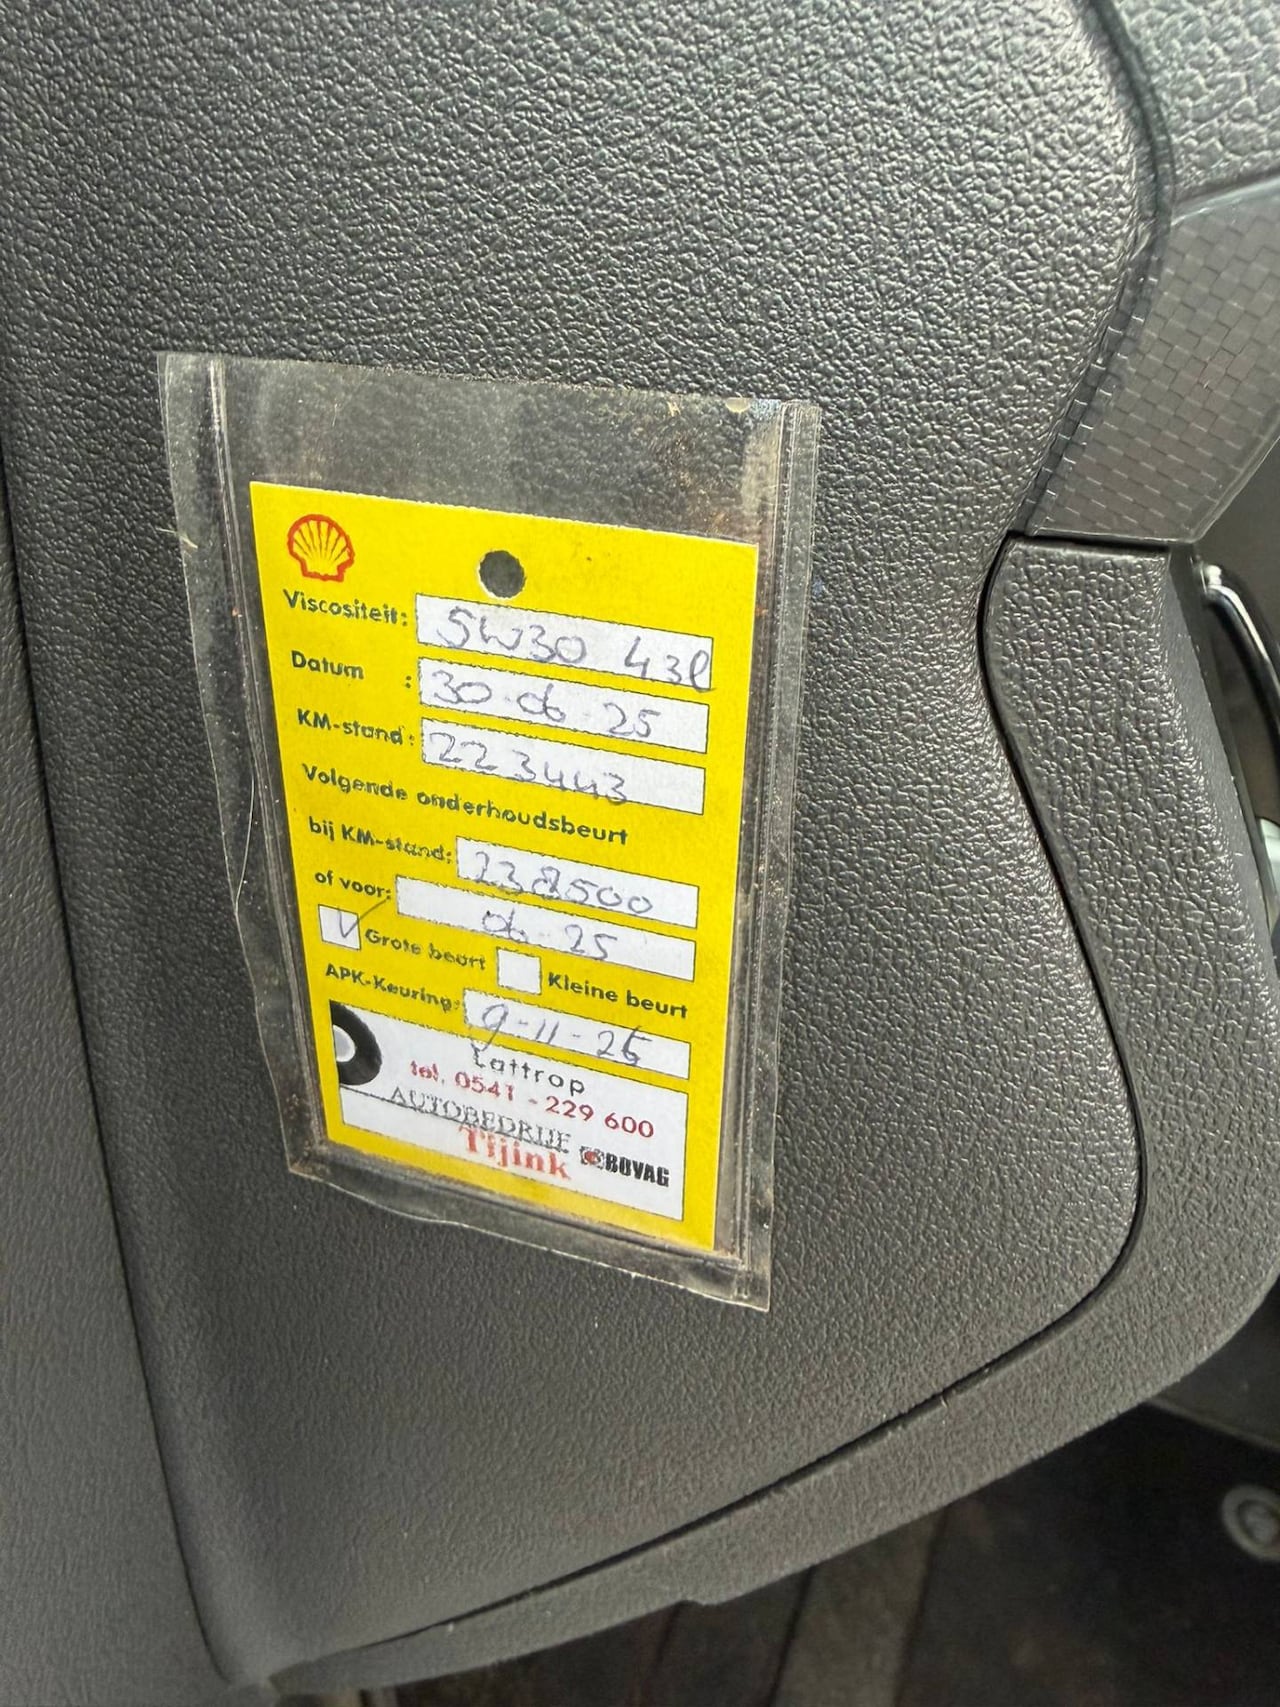 Viscositeit: 5W30 4.3l
Datum : 30-06-25
KM-stand: 223443
Volgende onderhoudsbeurt
bij KM-stand: 238500
of voor: 06-25
Grote beurt Kleine beurt
APK-Keuring: 9-11-26
Lattrop
tel. 0541 - 229 600
AUTOBEDRIJF
Tijink BOVAG